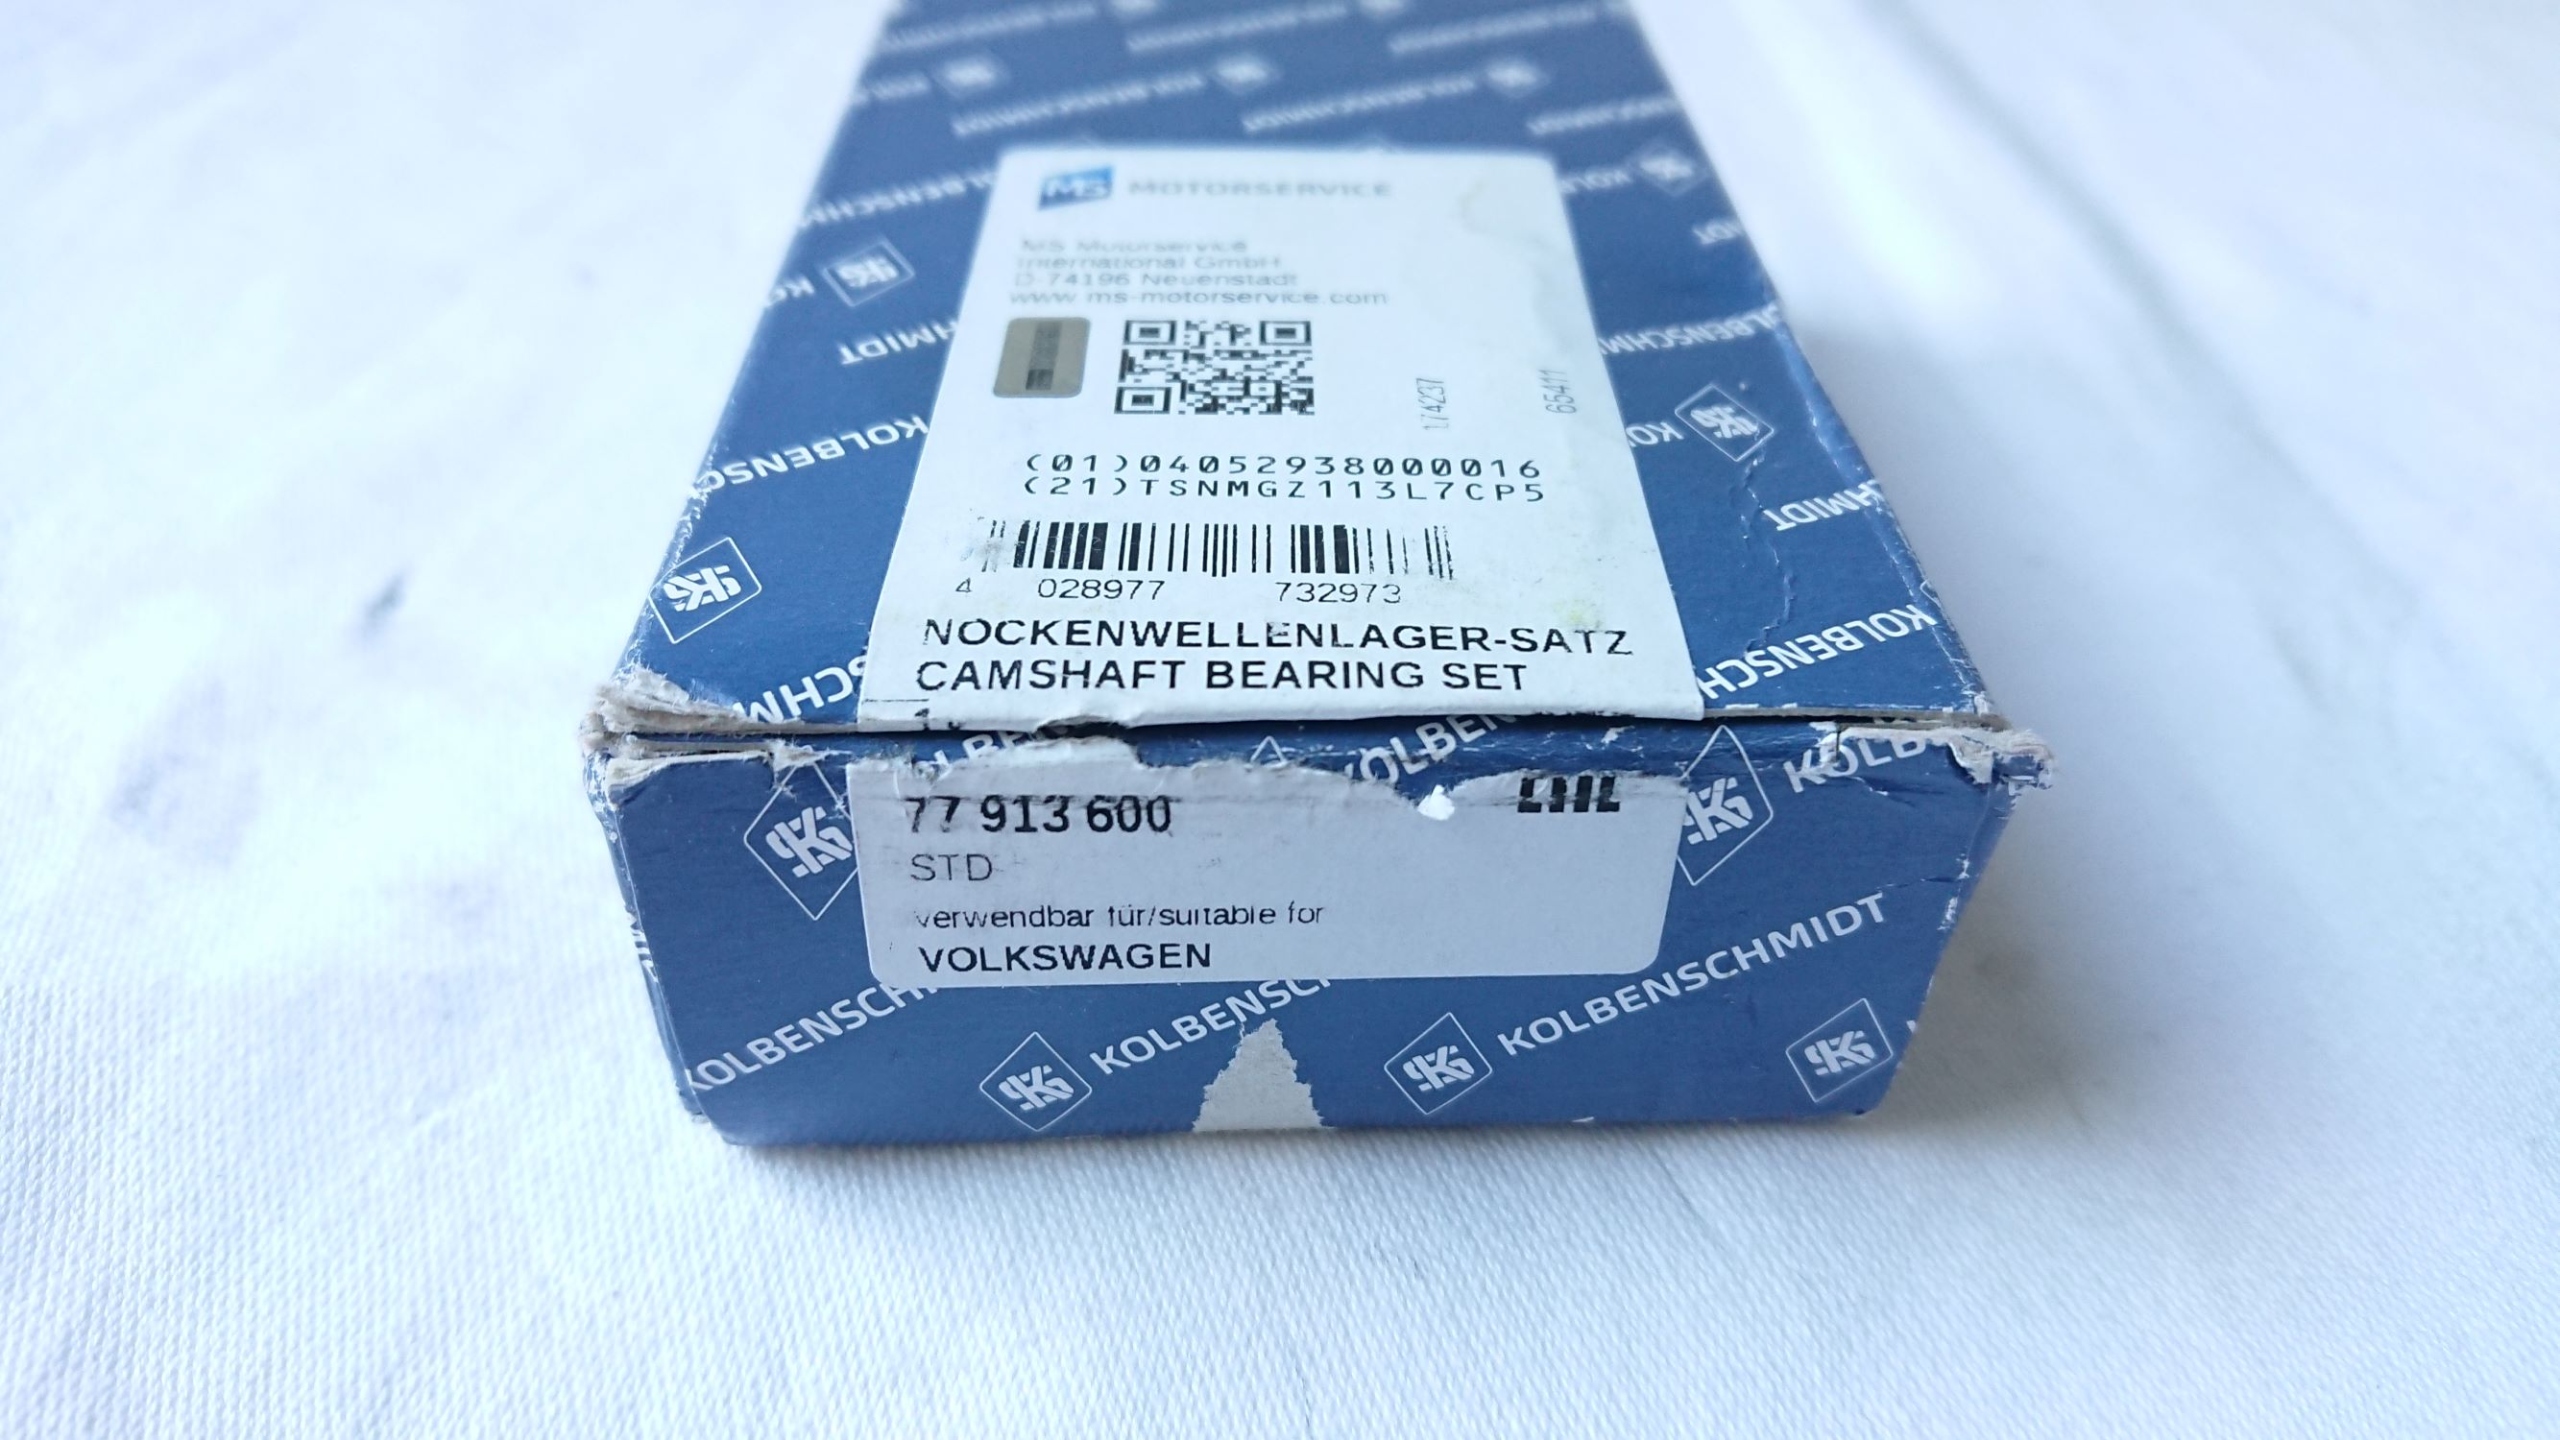 MS MOTORSERVICE
MS Motorservice
International GmbH
D-74196 Neuenstadt
www.ms-motorservice.com
174237
65411
(01)04052938000016
(21)TSNMGZ113L7CP5
4 028977 732973
NOCKENWELLENLAGER-SATZ
CAMSHAFT BEARING SET
77 913 600
STD
verwendbar für/suitable for
VOLKSWAGEN
KOLBENSCHMIDT
KOLBENSCHMIDT